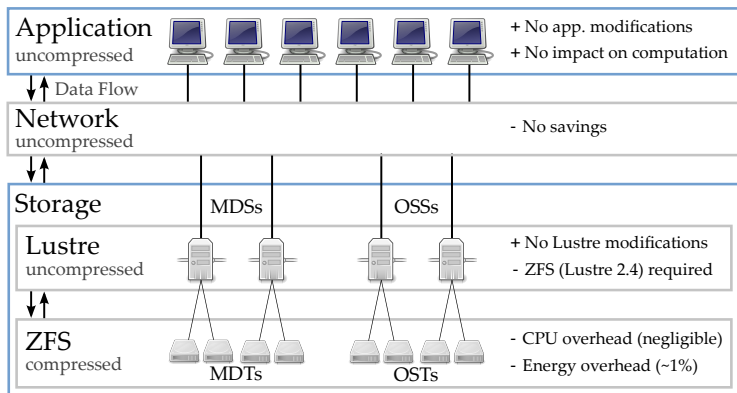 Application
uncompressed
+ No app. modifications
+ No impact on computation
Data Flow
Network
uncompressed
- No savings
Storage
MDSs
OSSs
Lustre
uncompressed
+ No Lustre modifications
- ZFS (Lustre 2.4) required
ZFS
compressed
MDTs
OSTs
- CPU overhead (negligible)
- Energy overhead (~1%)